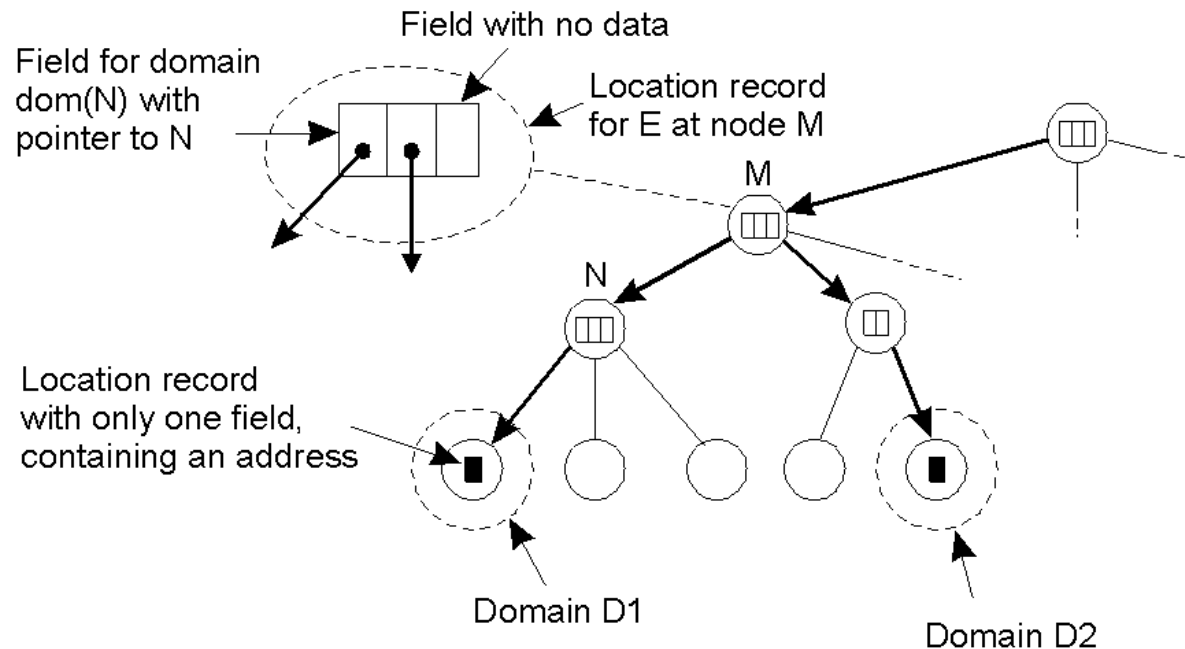 Field with no data
Field for domain
dom(N) with
pointer to N
Location record
for E at node M
M
N
Location record
with only one field,
containing an address
Domain D1
Domain D2